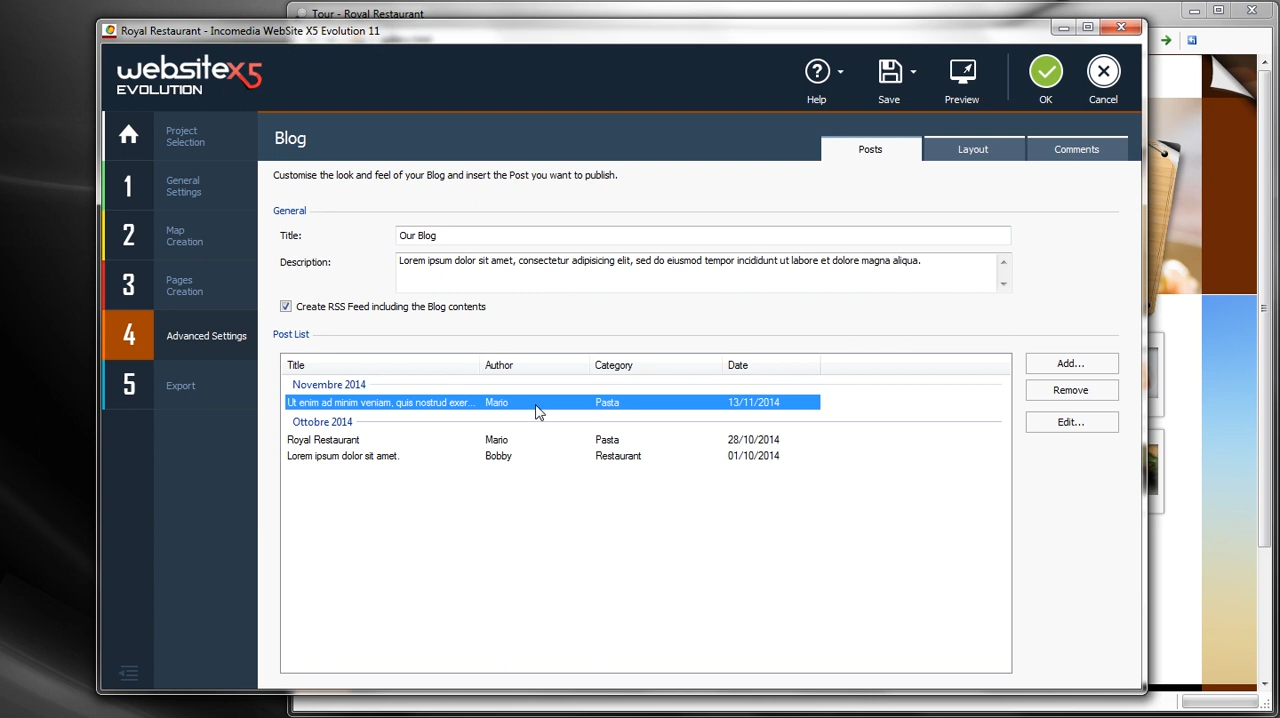 Tour - Royal Restaurant
Royal Restaurant - Incomedia WebSite X5 Evolution 11
websitex5
EVOLUTION
Help
Save
Preview
OK
Cancel
Project
Selection
1
General
Settings
2
Map
Creation
3
Pages
Creation
4
Advanced Settings
5
Export
Blog
Posts
Layout
Comments
Customise the look and feel of your Blog and insert the Post you want to publish.
General
Title:
Our Blog
Description:
Lorem ipsum dolor sit amet, consectetur adipisicing elit, sed do eiusmod tempor incididunt ut labore et dolore magna aliqua.
Create RSS Feed including the Blog contents
Post List
Title Author Category Date
Novembre 2014
Ut enim ad minim veniam, quis nostrud exer... Mario Pasta 13/11/2014
Ottobre 2014
Royal Restaurant Mario Pasta 28/10/2014
Lorem ipsum dolor sit amet. Bobby Restaurant 01/10/2014
Add...
Remove
Edit...